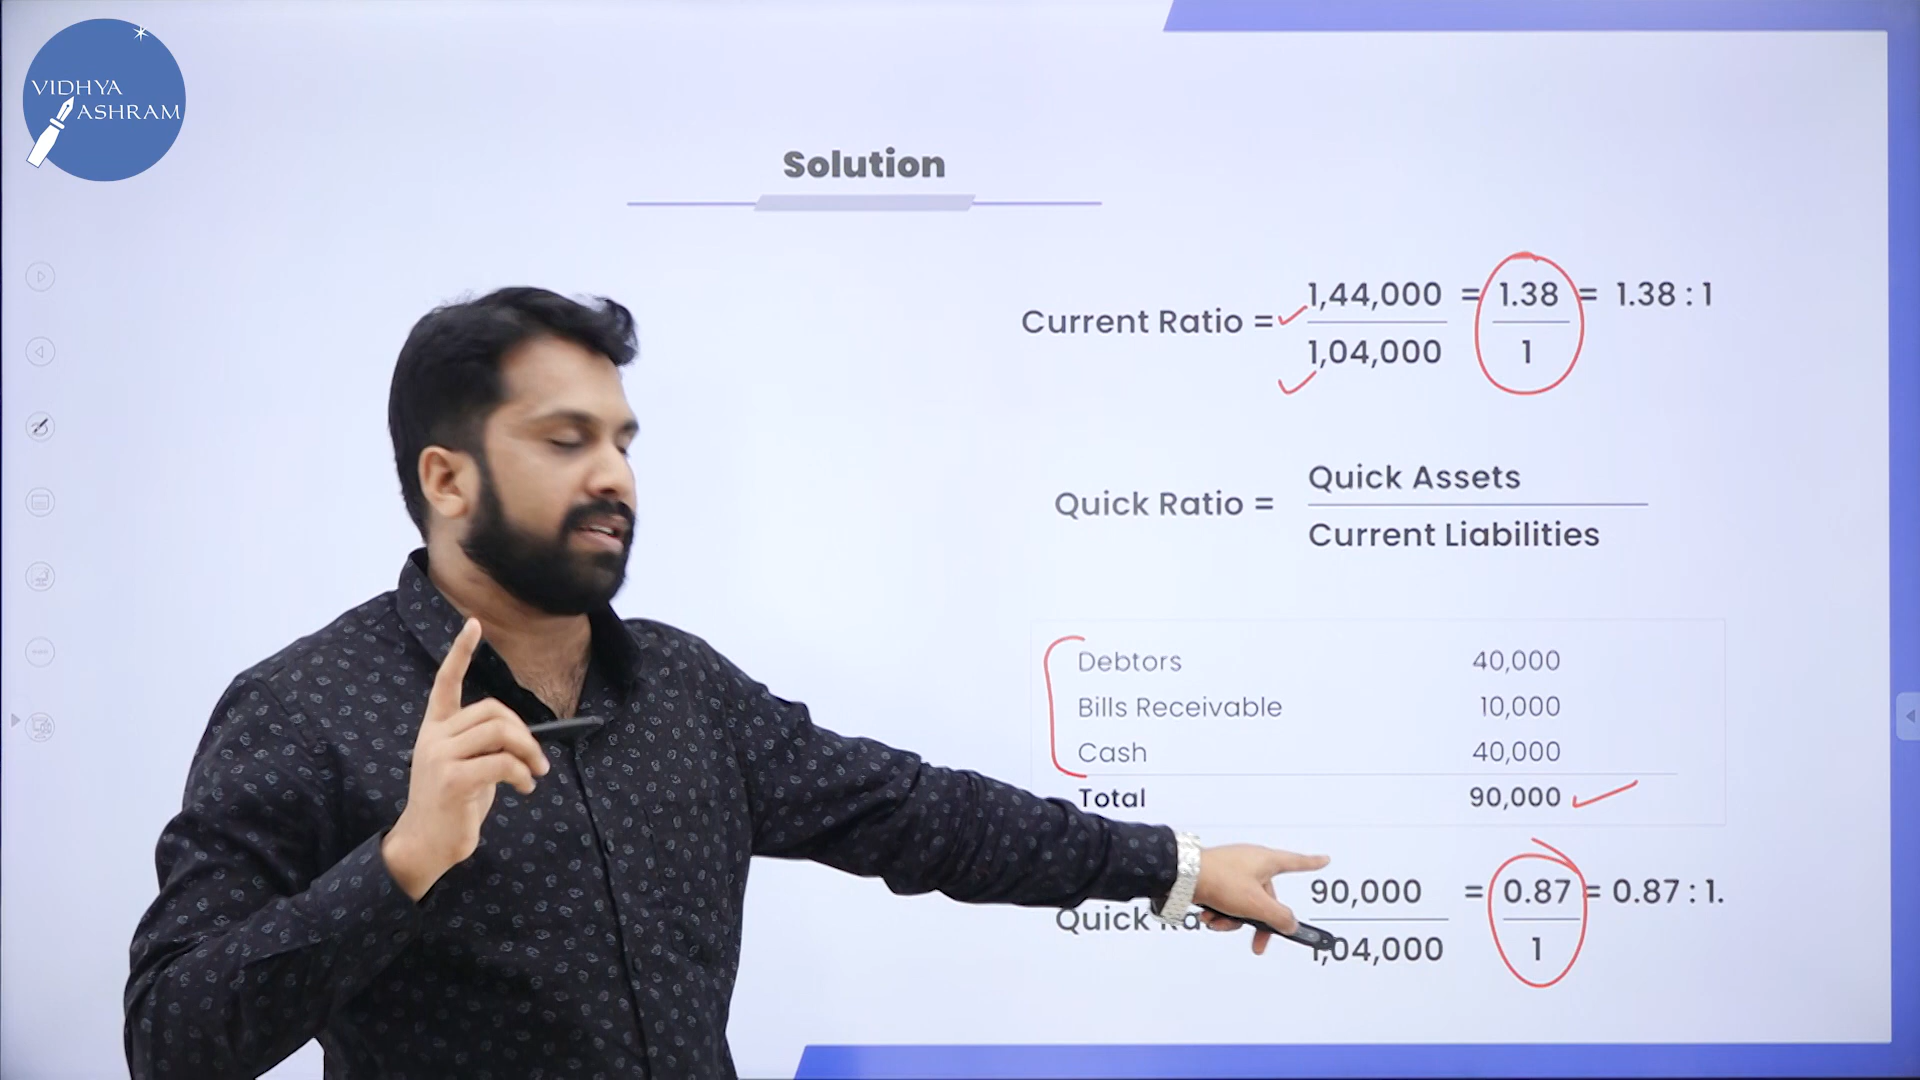 VIDHYA
ASHRAM
Solution
Current Ratio = 1,44,000 / 1,04,000 = 1.38 / 1 = 1.38 : 1
Quick Ratio = Quick Assets / Current Liabilities
Debtors 40,000
Bills Receivable 10,000
Cash 40,000
Total 90,000
Quick 90,000 / 1,04,000 = 0.87 / 1 = 0.87 : 1.